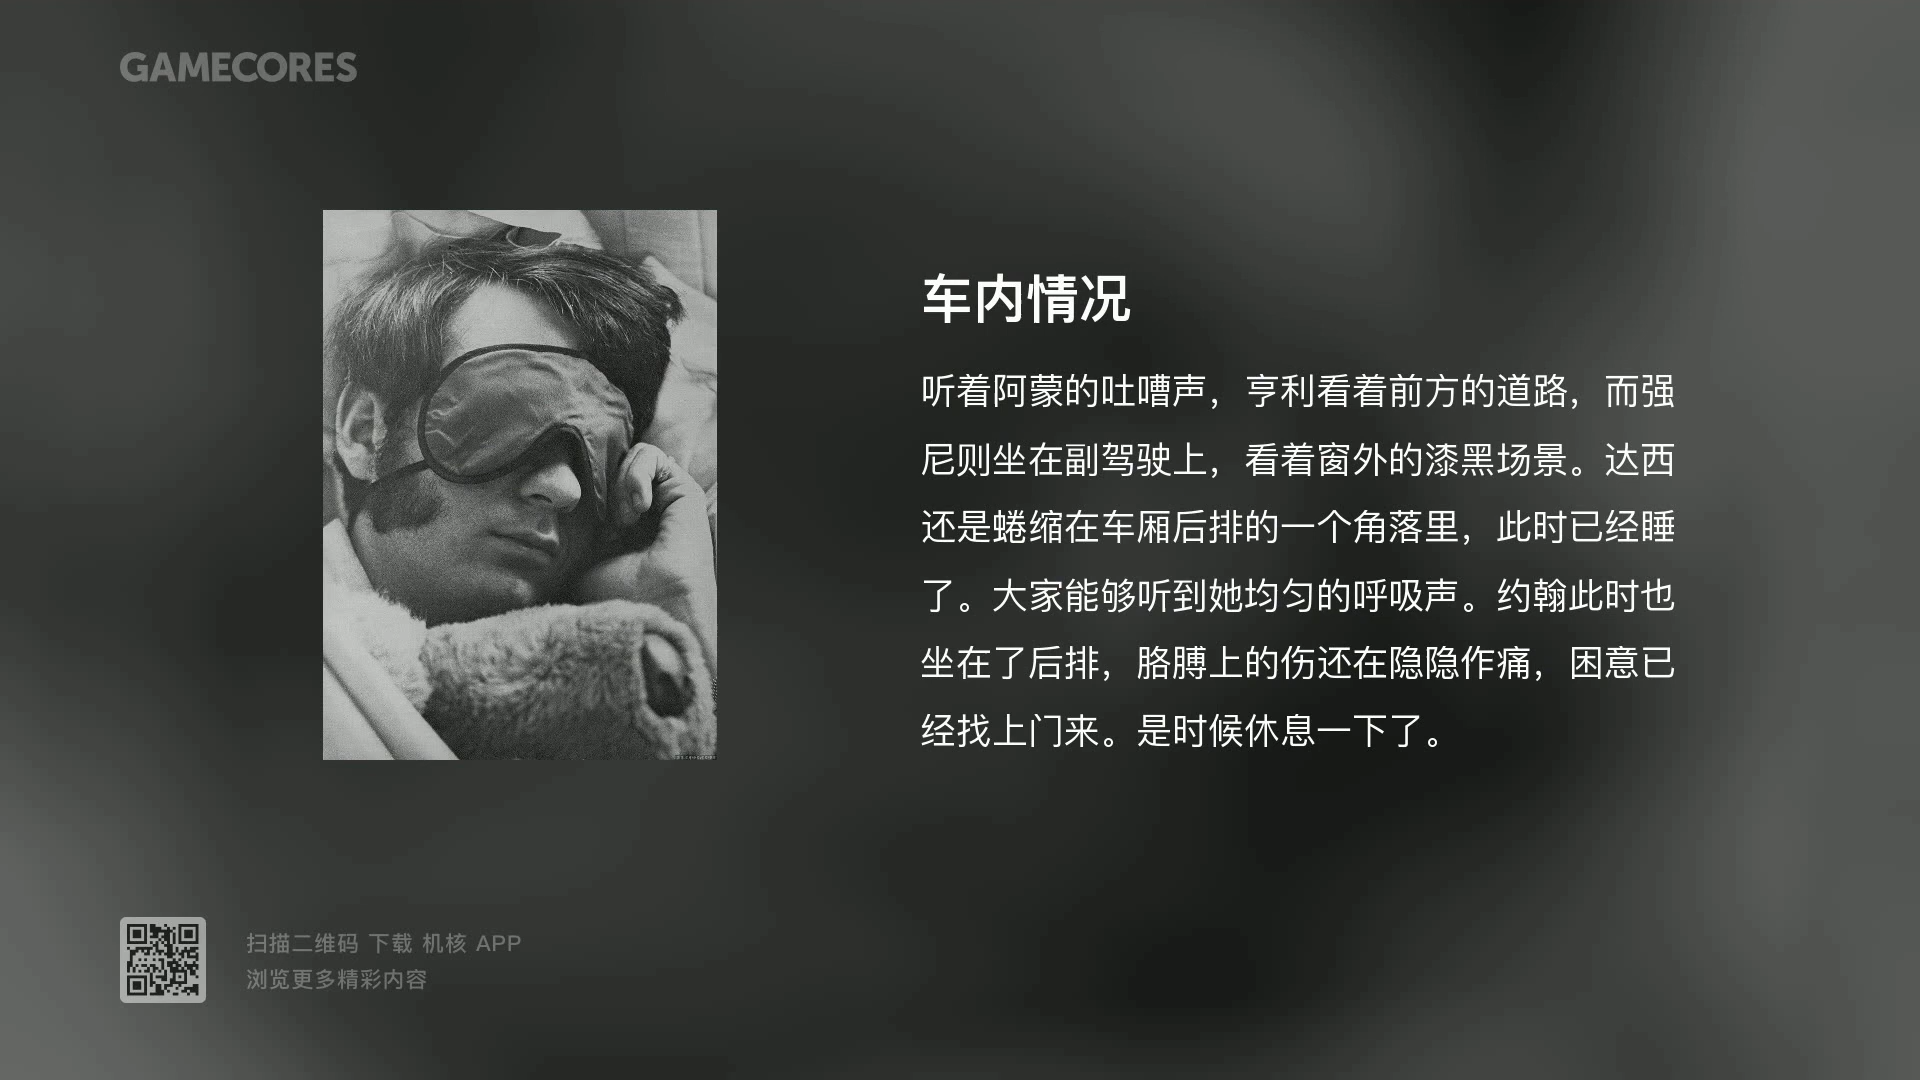 GAMECORES
车内情况
听着阿蒙的吐嘈声，亨利看着前方的道路，而强
尼则坐在副驾驶上，看着窗外的漆黑场景。达西
还是蜷缩在车厢后排的一个角落里，此时已经睡
了。大家能够听到她均匀的呼吸声。约翰此时也
坐在了后排，胳膊上的伤还在隐隐作痛，困意已
经找上门来。是时候休息一下了。
扫描二维码 下载 机核 APP
浏览更多精彩内容